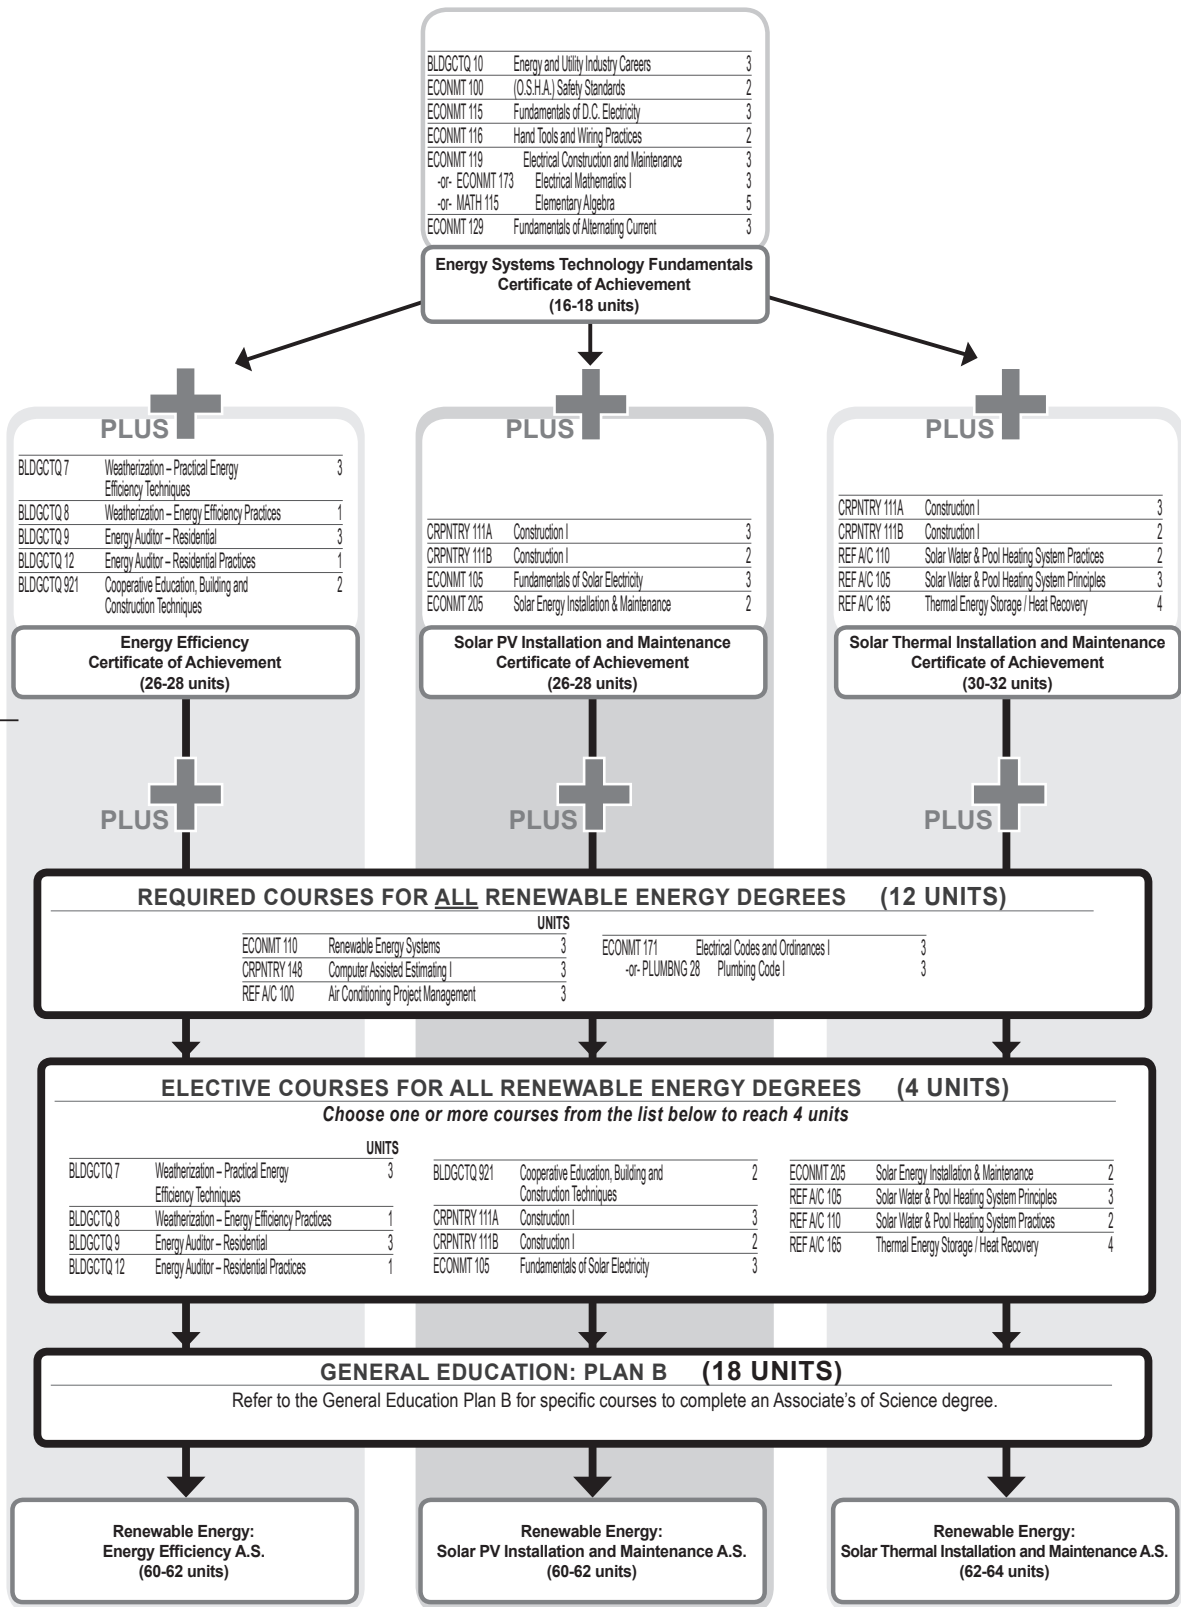 BLDGCTQ 10 Energy and Utility Industry Careers 3
ECONMT 100 (O.S.H.A.) Safety Standards 2
ECONMT 115 Fundamentals of D.C. Electricity 3
ECONMT 116 Hand Tools and Wiring Practices 2
ECONMT 119 Electrical Construction and Maintenance 3
-or- ECONMT 173 Electrical Mathematics I 3
-or- MATH 115 Elementary Algebra 5
ECONMT 129 Fundamentals of Alternating Current 3
Energy Systems Technology Fundamentals
Certificate of Achievement
(16-18 units)
PLUS
BLDGCTQ 7 Weatherization – Practical Energy 3
Efficiency Techniques
BLDGCTQ 8 Weatherization – Energy Efficiency Practices 1
BLDGCTQ 9 Energy Auditor – Residential 3
BLDGCTQ 12 Energy Auditor – Residential Practices 1
BLDGCTQ 921 Cooperative Education, Building and 2
Construction Techniques
Energy Efficiency
Certificate of Achievement
(26-28 units)
PLUS
PLUS
CRPNTRY 111A Construction I 3
CRPNTRY 111B Construction I 2
ECONMT 105 Fundamentals of Solar Electricity 3
ECONMT 205 Solar Energy Installation & Maintenance 2
Solar PV Installation and Maintenance
Certificate of Achievement
(26-28 units)
PLUS
PLUS
CRPNTRY 111A Construction I 3
CRPNTRY 111B Construction I 2
REF A/C 110 Solar Water & Pool Heating System Practices 2
REF A/C 105 Solar Water & Pool Heating System Principles 3
REF A/C 165 Thermal Energy Storage / Heat Recovery 4
Solar Thermal Installation and Maintenance
Certificate of Achievement
(30-32 units)
PLUS
REQUIRED COURSES FOR ALL RENEWABLE ENERGY DEGREES (12 UNITS)
UNITS
ECONMT 110 Renewable Energy Systems 3
CRPNTRY 148 Computer Assisted Estimating I 3
REF A/C 100 Air Conditioning Project Management 3
ECONMT 171 Electrical Codes and Ordinances I 3
-or- PLUMBNG 28 Plumbing Code I 3
ELECTIVE COURSES FOR ALL RENEWABLE ENERGY DEGREES (4 UNITS)
Choose one or more courses from the list below to reach 4 units
UNITS
BLDGCTQ 7 Weatherization – Practical Energy 3
Efficiency Techniques
BLDGCTQ 8 Weatherization – Energy Efficiency Practices 1
BLDGCTQ 9 Energy Auditor – Residential 3
BLDGCTQ 12 Energy Auditor – Residential Practices 1
BLDGCTQ 921 Cooperative Education, Building and 2
Construction Techniques
CRPNTRY 111A Construction I 3
CRPNTRY 111B Construction I 2
ECONMT 105 Fundamentals of Solar Electricity 3
ECONMT 205 Solar Energy Installation & Maintenance 2
REF A/C 105 Solar Water & Pool Heating System Principles 3
REF A/C 110 Solar Water & Pool Heating System Practices 2
REF A/C 165 Thermal Energy Storage / Heat Recovery 4
GENERAL EDUCATION: PLAN B (18 UNITS)
Refer to the General Education Plan B for specific courses to complete an Associate's of Science degree.
Renewable Energy:
Energy Efficiency A.S.
(60-62 units)
Renewable Energy:
Solar PV Installation and Maintenance A.S.
(60-62 units)
Renewable Energy:
Solar Thermal Installation and Maintenance A.S.
(62-64 units)